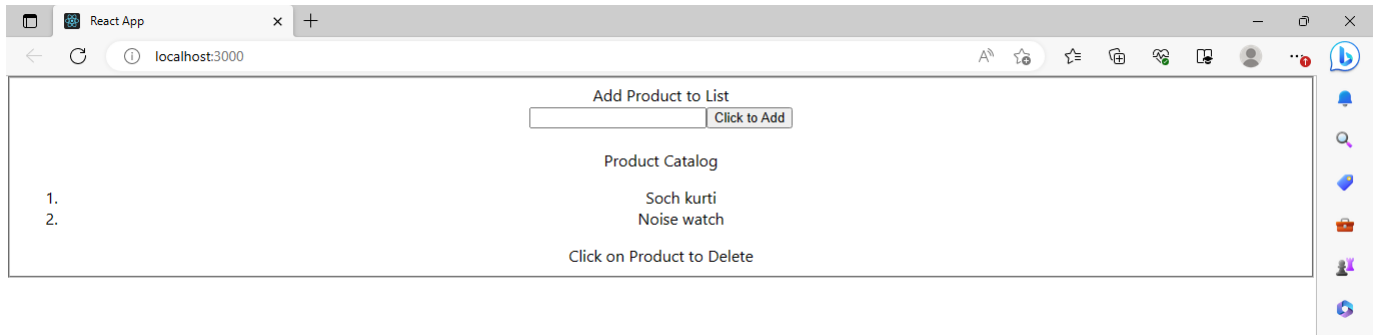 React App
localhost:3000
Add Product to List
Click to Add
Product Catalog
1. Soch kurti
2. Noise watch
Click on Product to Delete